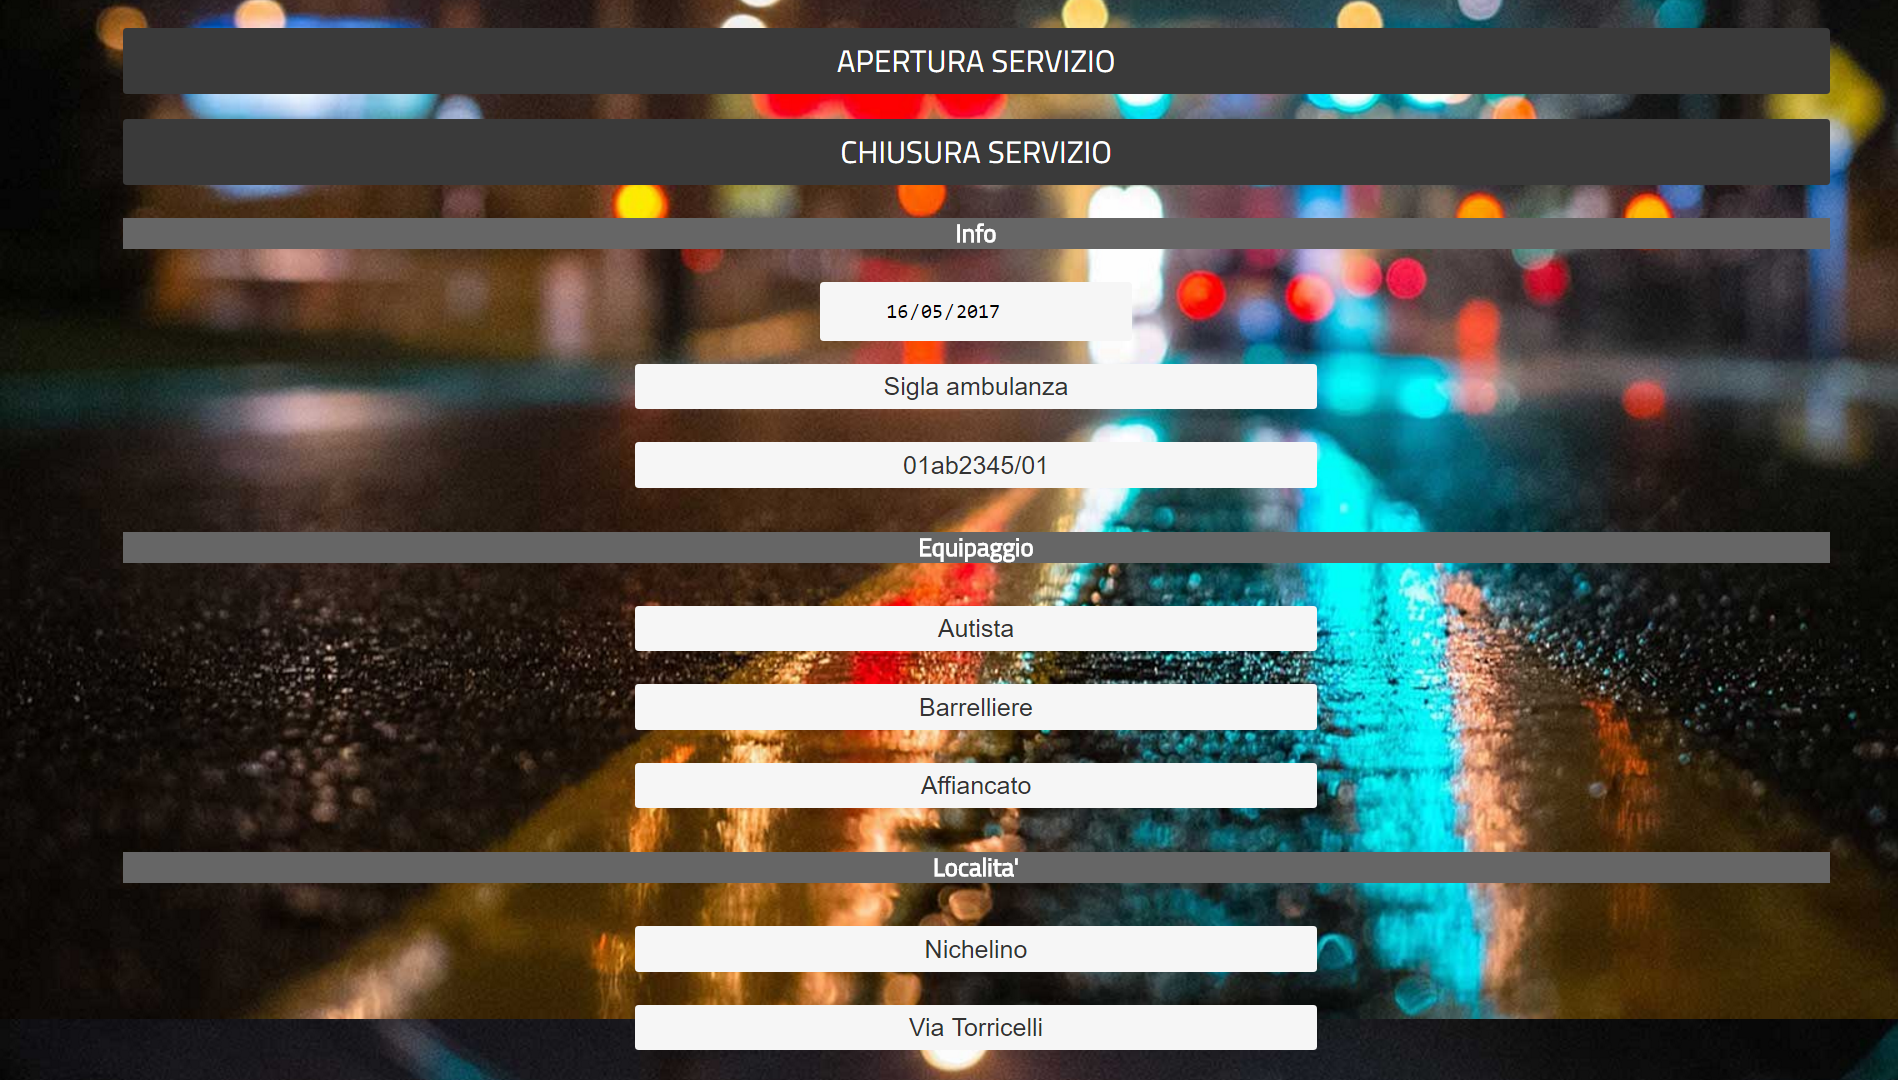 APERTURA SERVIZIO
CHIUSURA SERVIZIO
Info
16/05/2017
Sigla ambulanza
01ab2345/01
Equipaggio
Autista
Barrelliere
Affiancato
Localita'
Nichelino
Via Torricelli